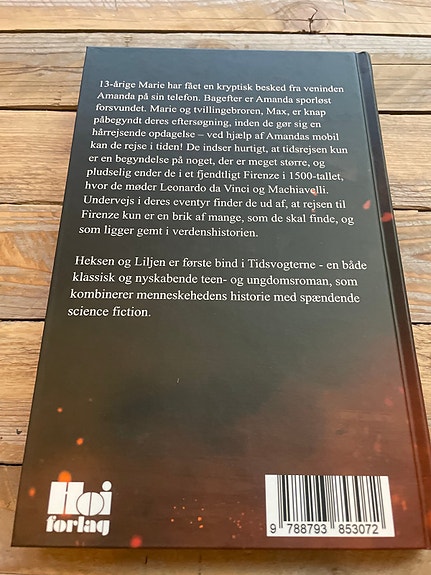 13-årige Marie har fået en kryptisk besked fra veninden
Amanda på sin telefon. Bagefter er Amanda sporløst
forsvundet. Marie og tvillingebroren, Max, er knap
påbegyndt deres eftersøgning, inden de gør sig en
hårrejsende opdagelse – ved hjælp af Amandas mobil
kan de rejse i tiden! De indser hurtigt, at tidsrejsen kun
er en begyndelse på noget, der er meget større, og
pludselig ender de i et fjendtligt Firenze i 1500-tallet,
hvor de møder Leonardo da Vinci og Machiavelli.
Undervejs i deres eventyr finder de ud af, at rejsen til
Firenze kun er en brik af mange, som de skal finde, og
som ligger gemt i verdenshistorien.
Heksen og Liljen er første bind i Tidsvogterne - en både
klassisk og nyskabende teen- og ungdomsroman, som
kombinerer menneskehedens historie med spændende
science fiction.
Hoi
forlag
9 788793 853072